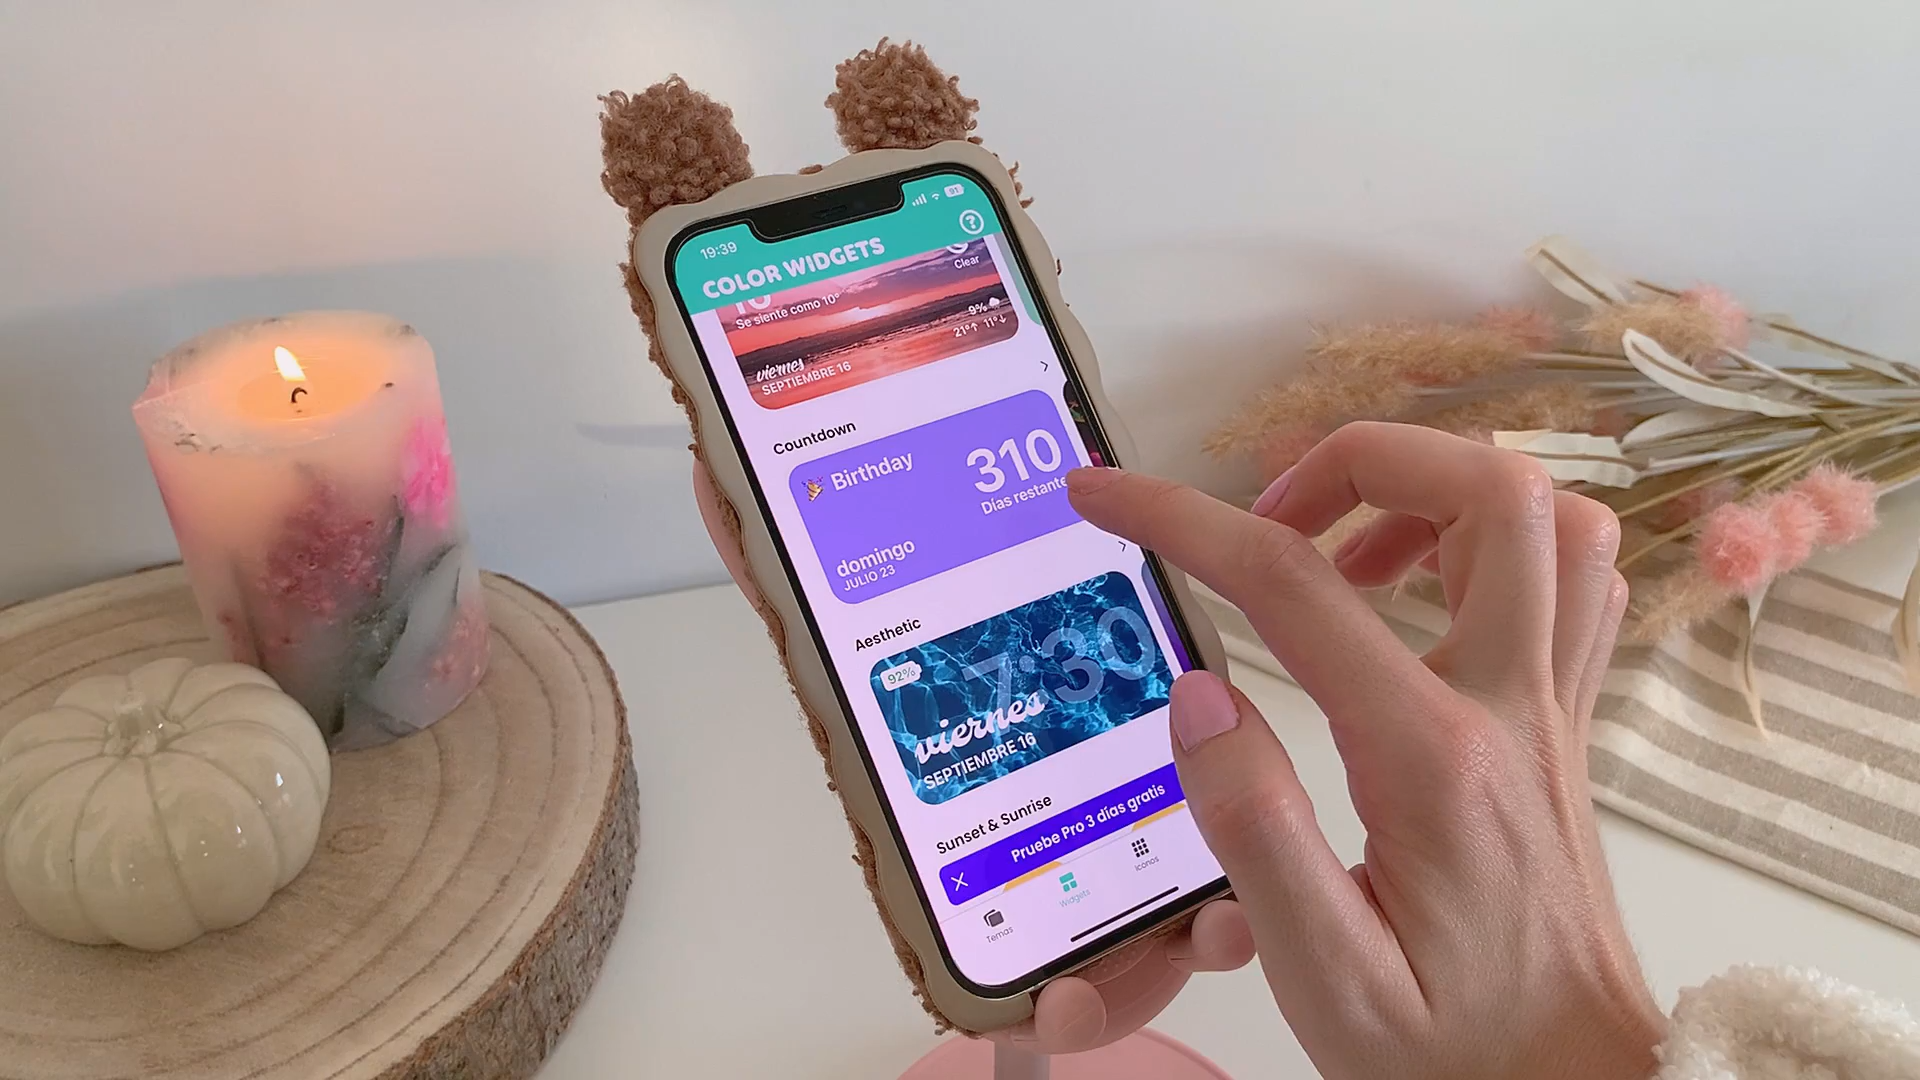 19:39
91
COLOR WIDGETS
?
Clear
Se siente como 10°
9%
21°↑ 11°↓
viernes
SEPTIEMBRE 16
Countdown
Birthday
310
Días restante
domingo
JULIO 23
Aesthetic
92%
7:30
viernes
SEPTIEMBRE 16
Sunset & Sunrise
Pruebe Pro 3 días gratis
Temas
Widgets
Iconos